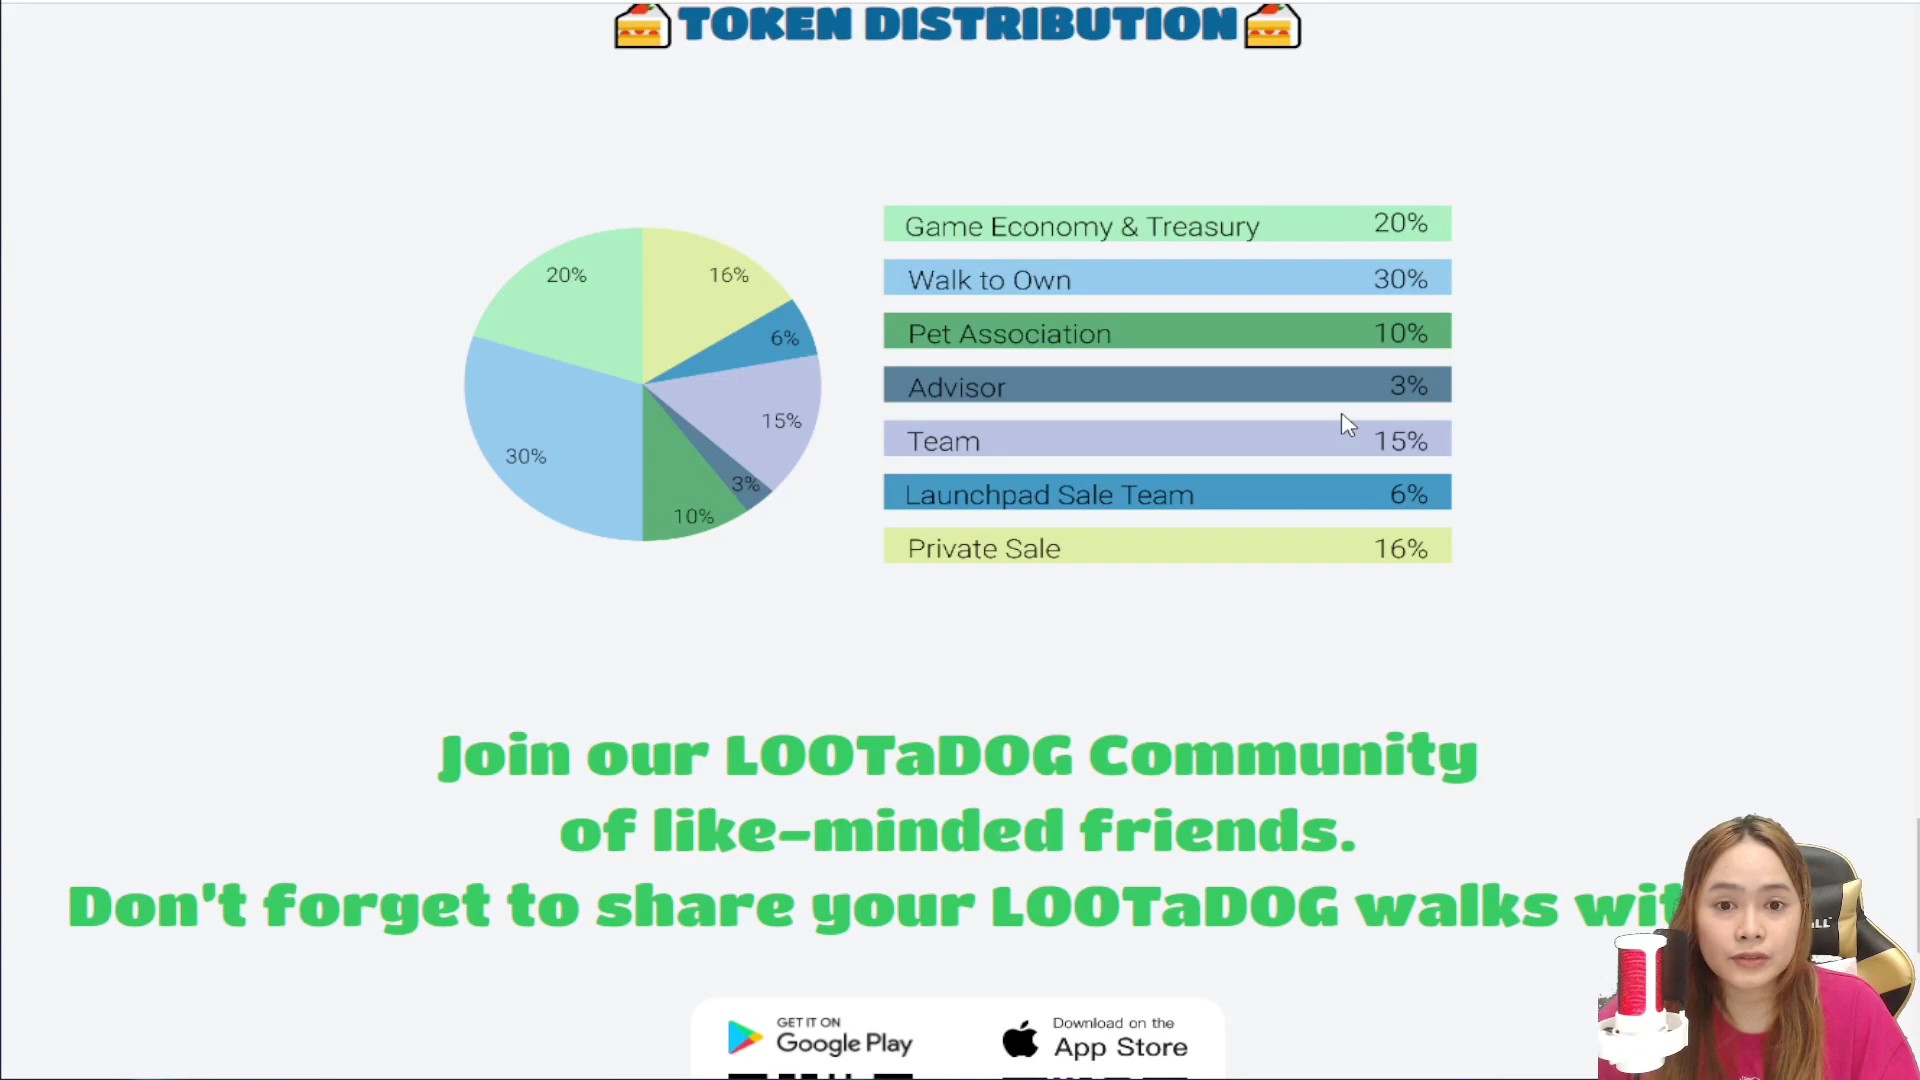 TOKEN DISTRIBUTION
20%
16%
6%
15%
30%
3%
10%
Game Economy & Treasury 20%
Walk to Own 30%
Pet Association 10%
Advisor 3%
Team 15%
Launchpad Sale Team 6%
Private Sale 16%
Join our LOOTaDOG Community
of like-minded friends.
Don't forget to share your LOOTaDOG walks
GET IT ON
Google Play
Download on the
App Store